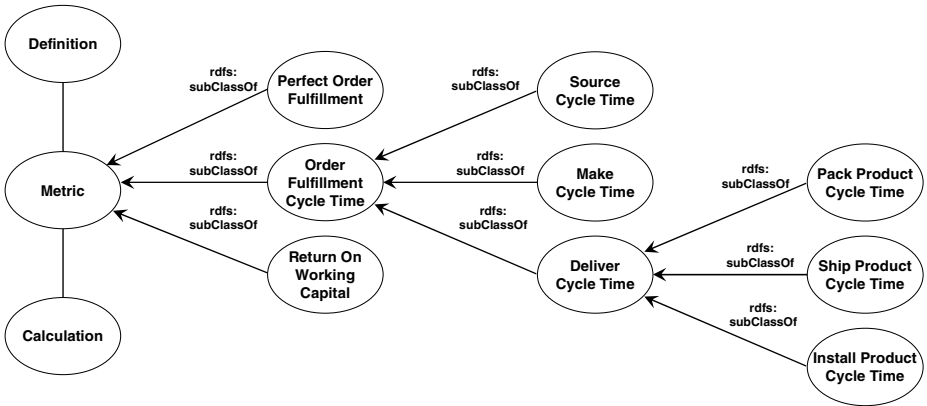 Definition
Metric
Calculation
rdfs:
subClassOf
Perfect Order
Fulfillment
rdfs:
subClassOf
Order
Fulfillment
Cycle Time
rdfs:
subClassOf
Return On
Working
Capital
rdfs:
subClassOf
Source
Cycle Time
rdfs:
subClassOf
Make
Cycle Time
rdfs:
subClassOf
Deliver
Cycle Time
rdfs:
subClassOf
Pack Product
Cycle Time
rdfs:
subClassOf
Ship Product
Cycle Time
rdfs:
subClassOf
Install Product
Cycle Time